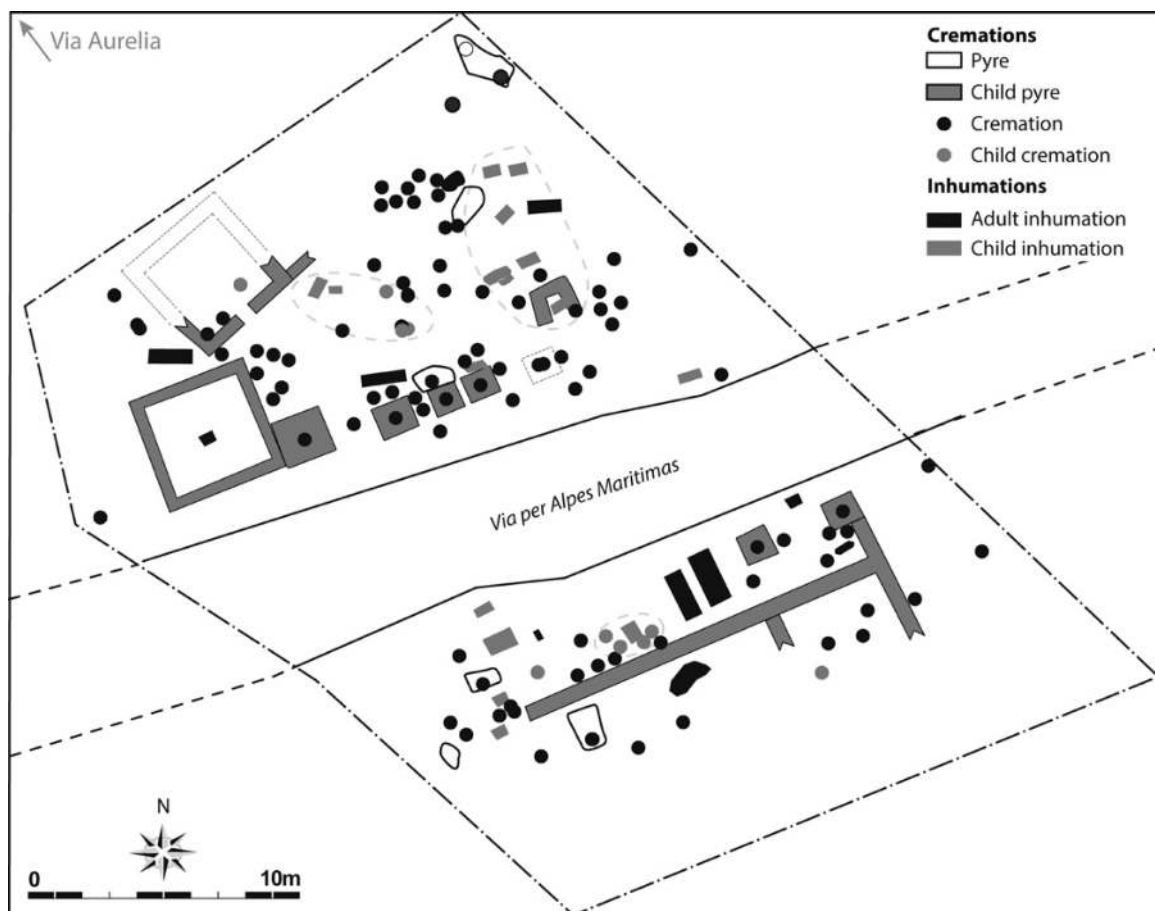 Via Aurelia
Cremations
Pyre
Child pyre
Cremation
Child cremation
Inhumations
Adult inhumation
Child inhumation
Via per Alpes Maritimas
N
0 10m